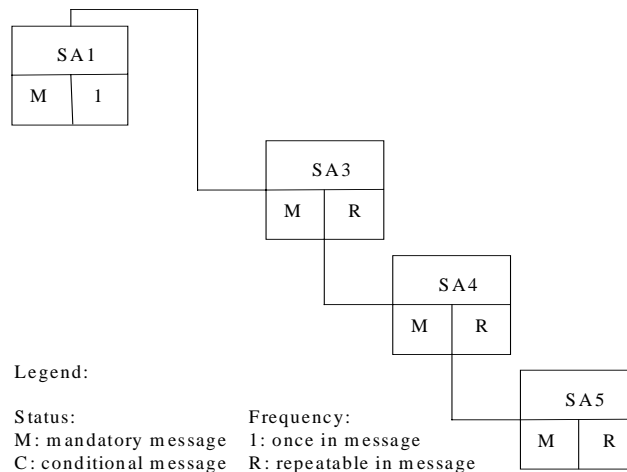 SA1
M 1
SA3
M R
SA4
M R
SA5
M R
Legend:
Status: Frequency:
M: mandatory message 1: once in message
C: conditional message R: repeatable in message